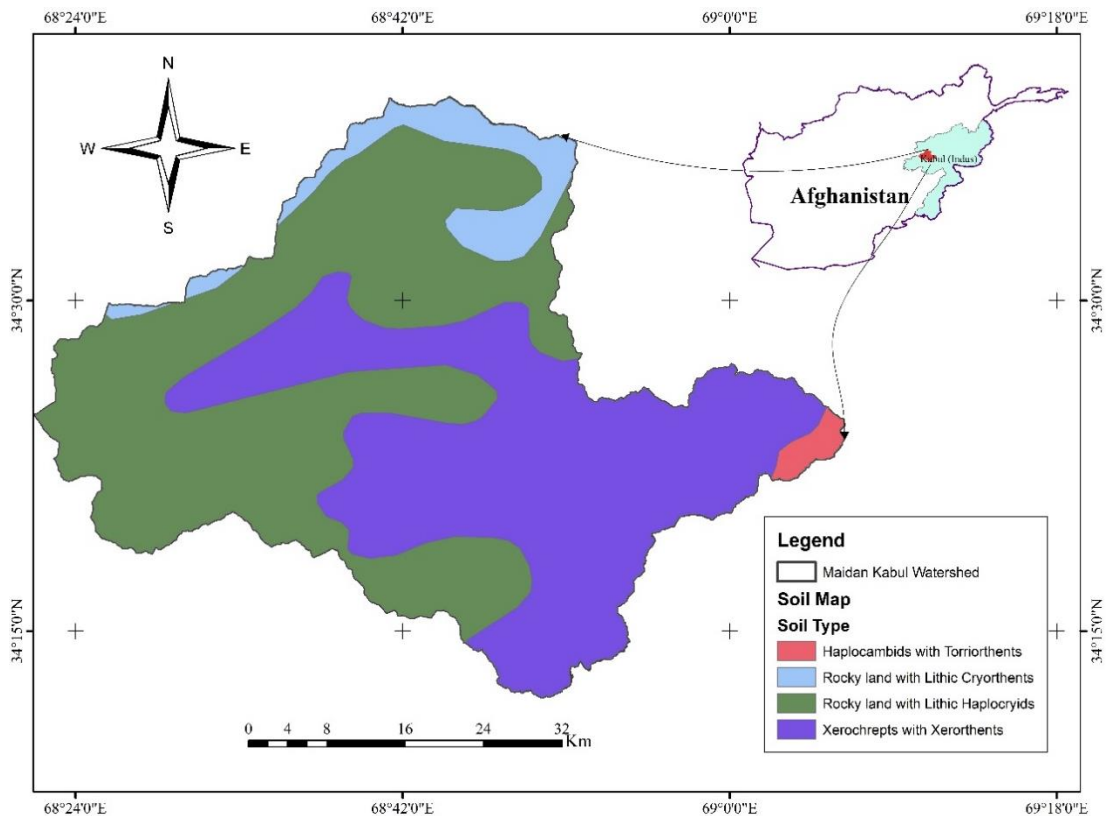 68°24'0"E
68°42'0"E
69°0'0"E
69°18'0"E
N
W
E
S
Kabul (Indus)
Afghanistan
34°30'0"N
34°30'0"N
34°15'0"N
34°15'0"N
Legend
Maidan Kabul Watershed
Soil Map
Soil Type
Haplocambids with Torriorthents
Rocky land with Lithic Cryorthents
Rocky land with Lithic Haplocryids
Xerochrepts with Xerorthents
0 4 8 16 24 32
Km
68°24'0"E
68°42'0"E
69°0'0"E
69°18'0"E